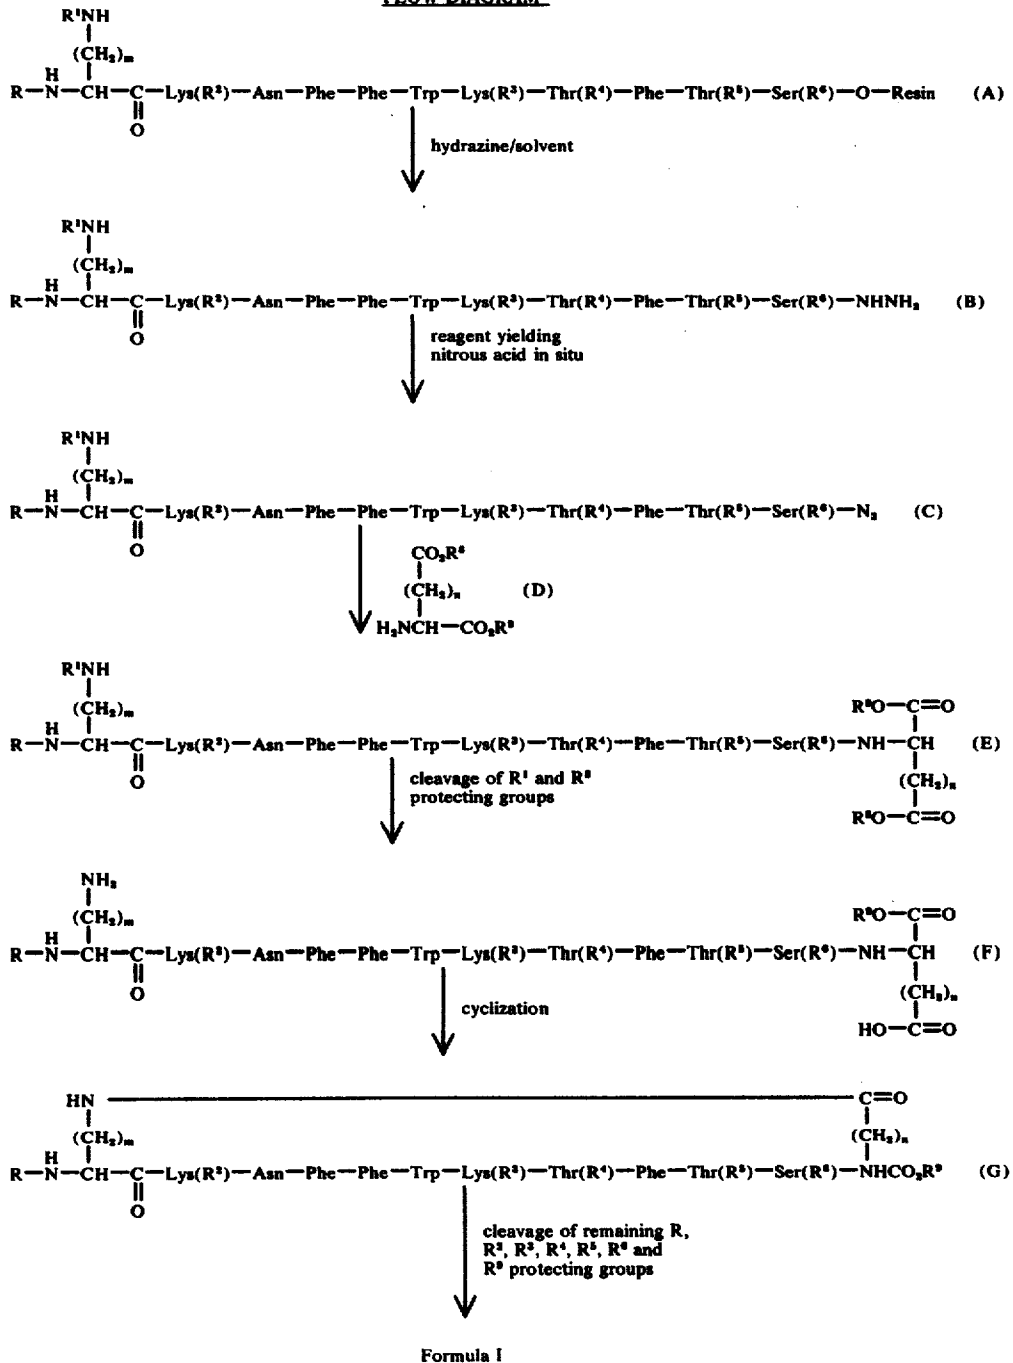 FLOW DIAGRAM
R¹NH
(CH₂)ₘ
R—N—CH—C—Lys(R²)—Asn—Phe—Phe—Trp—Lys(R³)—Thr(R⁴)—Phe—Thr(R⁵)—Ser(R⁶)—O—Resin (A)
H
O
hydrazine/solvent
R¹NH
(CH₂)ₘ
H
R—N—CH—C—Lys(R²)—Asn—Phe—Phe—Trp—Lys(R³)—Thr(R⁴)—Phe—Thr(R⁵)—Ser(R⁶)—NHNH₂ (B)
O
reagent yielding
nitrous acid in situ
R¹NH
(CH₂)ₘ
H
R—N—CH—C—Lys(R²)—Asn—Phe—Phe—Trp—Lys(R³)—Thr(R⁴)—Phe—Thr(R⁵)—Ser(R⁶)—N₃ (C)
O
CO₂R⁸
(CH₂)ₙ (D)
H₂NCH—CO₂R⁹
R¹NH
(CH₂)ₘ
R⁹O—C=O
H
R—N—CH—C—Lys(R²)—Asn—Phe—Phe—Trp—Lys(R³)—Thr(R⁴)—Phe—Thr(R⁵)—Ser(R⁶)—NH—CH (E)
O
(CH₂)ₙ
R⁸O—C=O
cleavage of R¹ and R⁸
protecting groups
NH₂
(CH₂)ₘ
R⁹O—C=O
H
R—N—CH—C—Lys(R²)—Asn—Phe—Phe—Trp—Lys(R³)—Thr(R⁴)—Phe—Thr(R⁵)—Ser(R⁶)—NH—CH (F)
O
(CH₂)ₙ
HO—C=O
cyclization
HN C=O
(CH₂)ₘ (CH₂)ₙ
H
R—N—CH—C—Lys(R²)—Asn—Phe—Phe—Trp—Lys(R³)—Thr(R⁴)—Phe—Thr(R⁵)—Ser(R⁶)—NHCO₂R⁹ (G)
O
cleavage of remaining R,
R², R³, R⁴, R⁵, R⁶ and
R⁹ protecting groups
Formula I